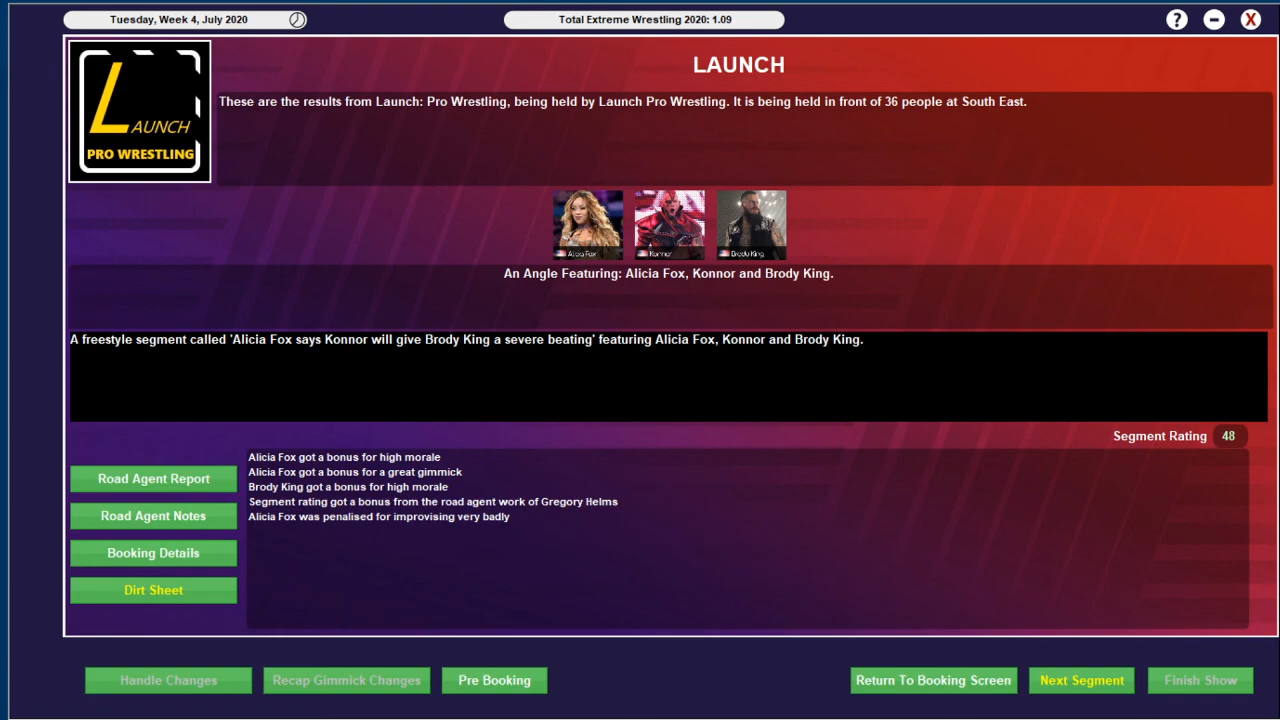 Tuesday, Week 4, July 2020
Total Extreme Wrestling 2020: 1.09
? – X
LAUNCH
LAUNCH
PRO WRESTLING
These are the results from Launch: Pro Wrestling, being held by Launch Pro Wrestling. It is being held in front of 36 people at South East.
Alicia Fox
Konnor
Brody King
An Angle Featuring: Alicia Fox, Konnor and Brody King.
A freestyle segment called 'Alicia Fox says Konnor will give Brody King a severe beating' featuring Alicia Fox, Konnor and Brody King.
Segment Rating 48
Road Agent Report
Road Agent Notes
Booking Details
Dirt Sheet
Alicia Fox got a bonus for high morale
Alicia Fox got a bonus for a great gimmick
Brody King got a bonus for high morale
Segment rating got a bonus from the road agent work of Gregory Helms
Alicia Fox was penalised for improvising very badly
Handle Changes
Recap Gimmick Changes
Pre Booking
Return To Booking Screen
Next Segment
Finish Show